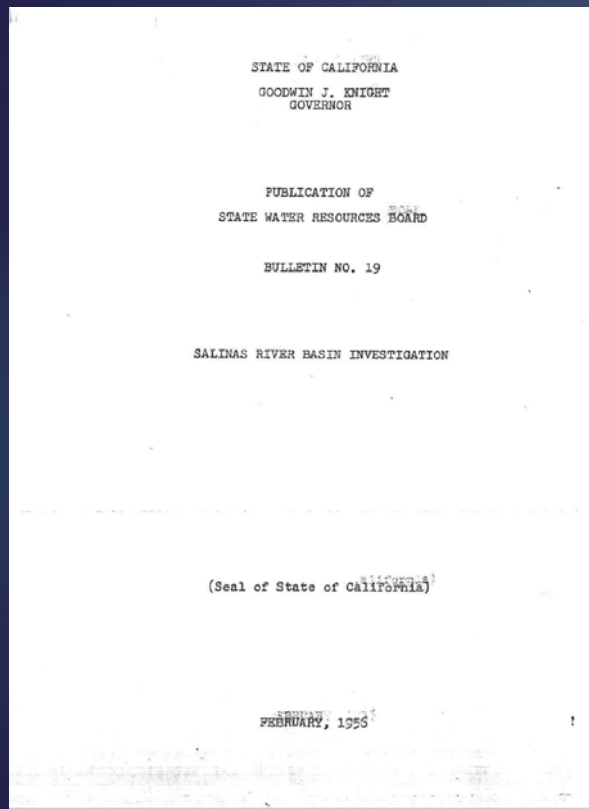 STATE OF CALIFORNIA
GOODWIN J. KNIGHT
GOVERNOR
PUBLICATION OF
STATE WATER RESOURCES BOARD
BULLETIN NO. 19
SALINAS RIVER BASIN INVESTIGATION
(Seal of State of California)
FEBRUARY, 1955